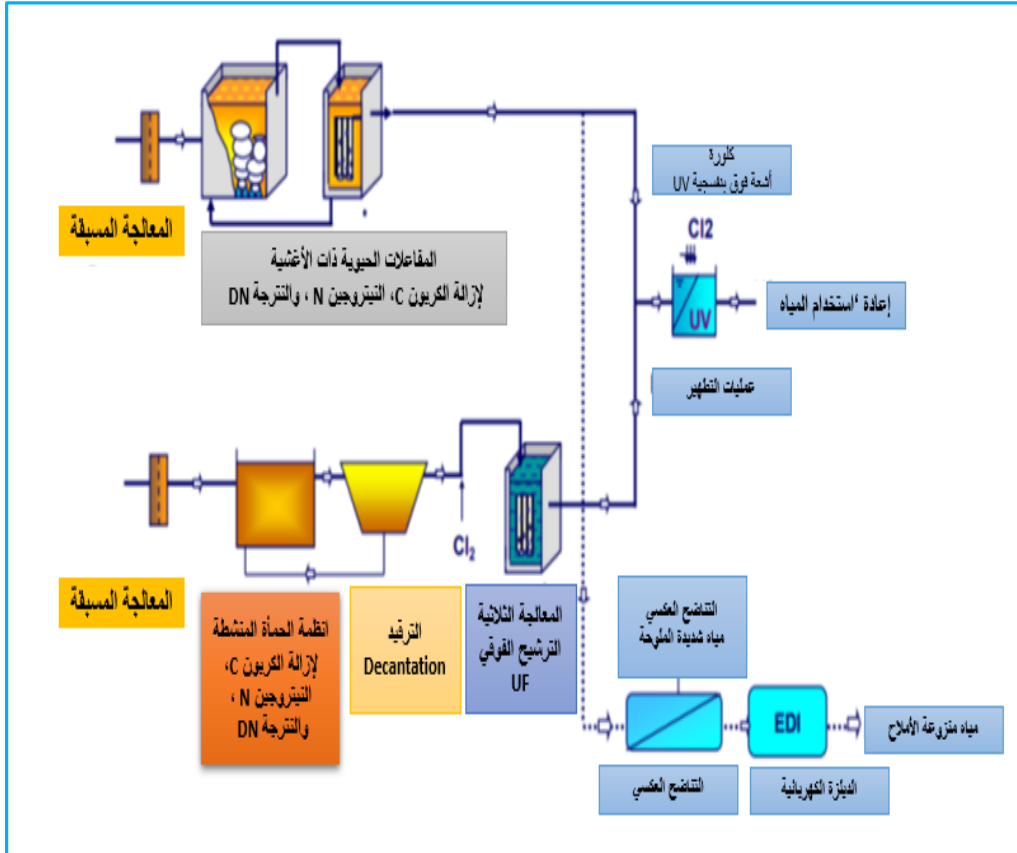 المعالجة المسبقة
المفاعلات الحيوية ذات الأغشية
لإزالة الكربون C، النيتروجين N ، والنترجة DN
كلورة
أشعة فوق بنفسجية UV
Cl2
UV
إعادة ‘استخدام المياه
عمليات التطهير
Cl2
المعالجة المسبقة
انظمة الحمأة المنشطة
لإزالة الكربون C،
النيتروجين N ،
والنترجة DN
الترقيد
Decantation
المعالجة الثلاثية
الترشيح الفوقي
UF
التناضح العكسي
مياه شديدة الملوحة
EDI
مياه منزوعة الأملاح
التناضح العكسي
الديلزة الكهربائية